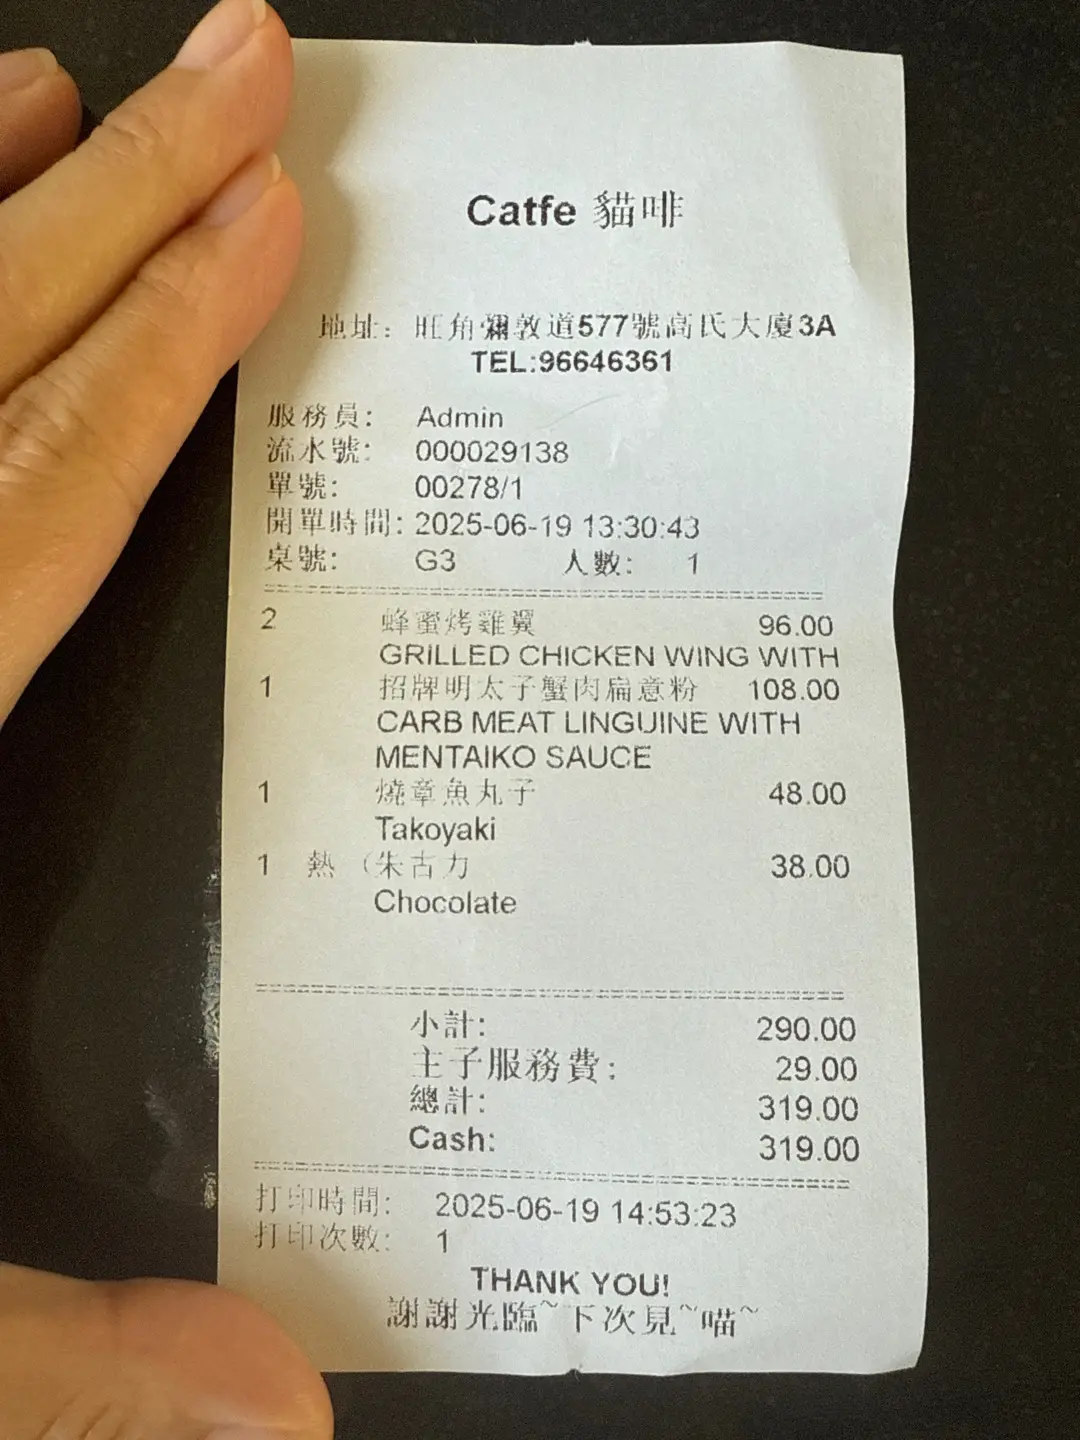 Catfe 貓啡
地址：旺角彌敦道577號高氏大廈3A
TEL:96646361
服務員: Admin
流水號: 000029138
單號: 00278/1
開單時間: 2025-06-19 13:30:43
桌號: G3 人數: 1
2 蜂蜜烤雞翼 96.00
GRILLED CHICKEN WING WITH
1 招牌明太子蟹肉扁意粉 108.00
CARB MEAT LINGUINE WITH
MENTAIKO SAUCE
1 燒章魚丸子 48.00
Takoyaki
1 熱（朱古力 38.00
Chocolate
小計: 290.00
主子服務費: 29.00
總計: 319.00
Cash: 319.00
打印時間: 2025-06-19 14:53:23
打印次數: 1
THANK YOU!
謝謝光臨~下次見~喵~